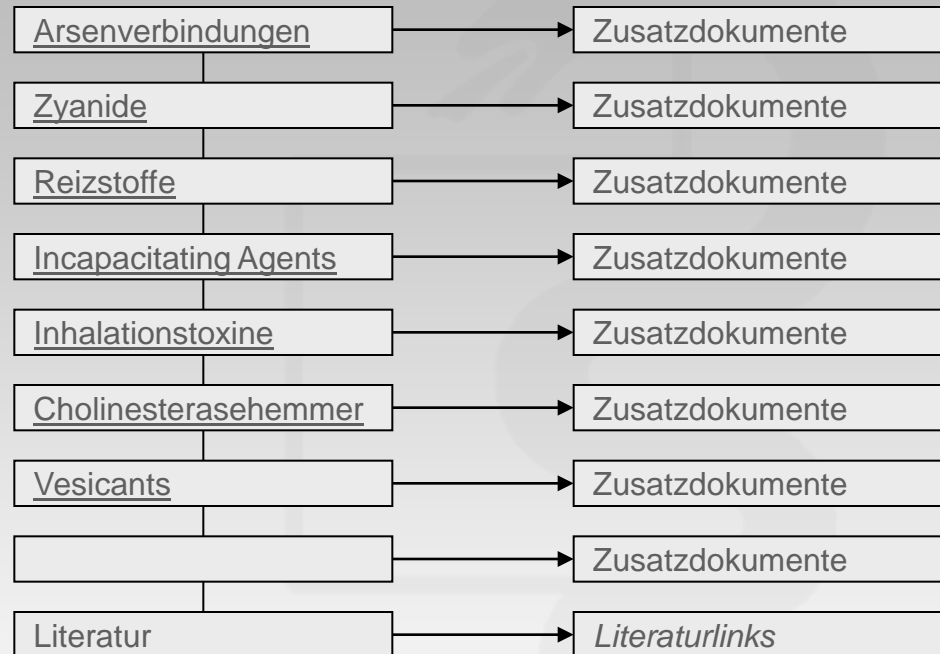 Arsenverbindungen Zusatzdokumente
Zyanide Zusatzdokumente
Reizstoffe Zusatzdokumente
Incapacitating Agents Zusatzdokumente
Inhalationstoxine Zusatzdokumente
Cholinesterasehemmer Zusatzdokumente
Vesicants Zusatzdokumente
Zusatzdokumente
Literatur Literaturlinks